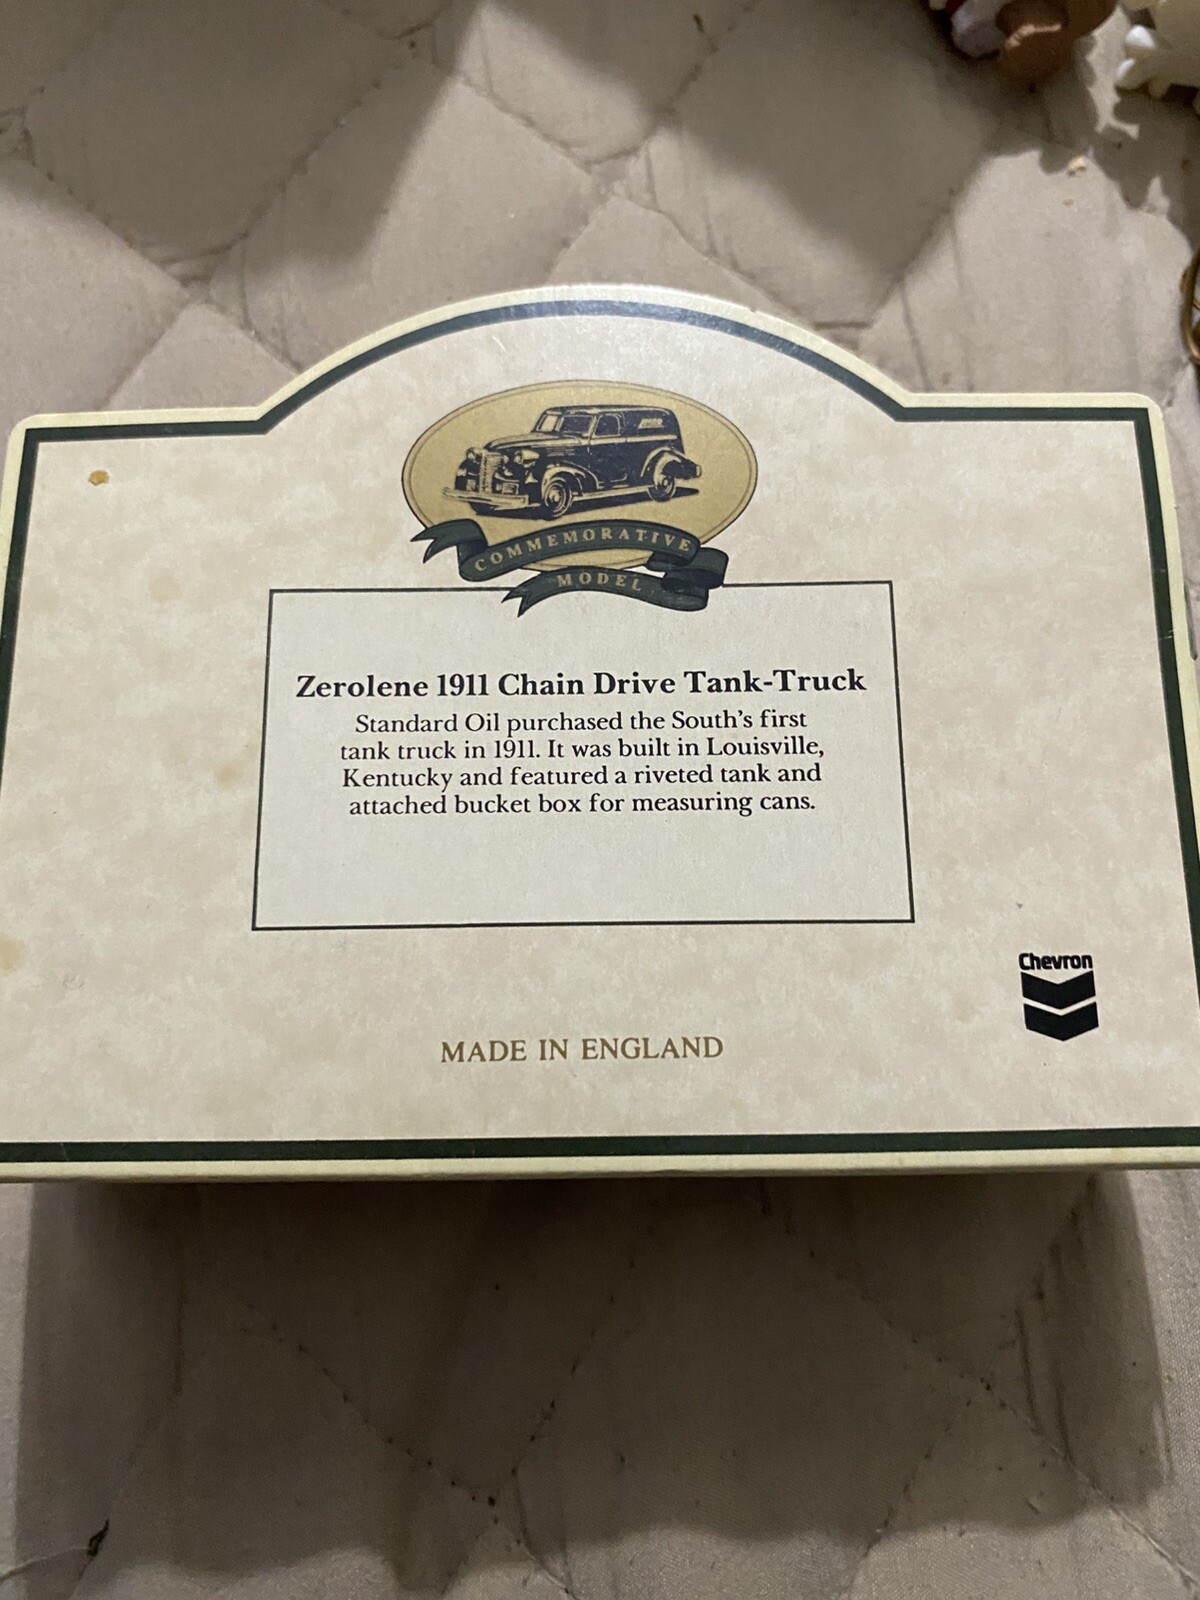 COMMEMORATIVE
MODEL
Zerolene 1911 Chain Drive Tank-Truck
Standard Oil purchased the South's first
tank truck in 1911. It was built in Louisville,
Kentucky and featured a riveted tank and
attached bucket box for measuring cans.
Chevron
MADE IN ENGLAND